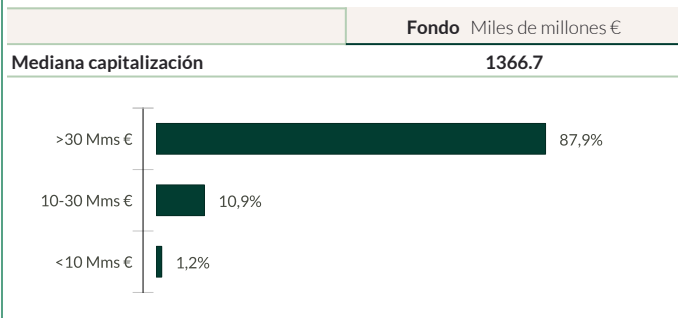 Fondo Miles de millones €
Mediana capitalización 1366.7
>30 Mms € 87,9%
10-30 Mms € 10,9%
<10 Mms € 1,2%